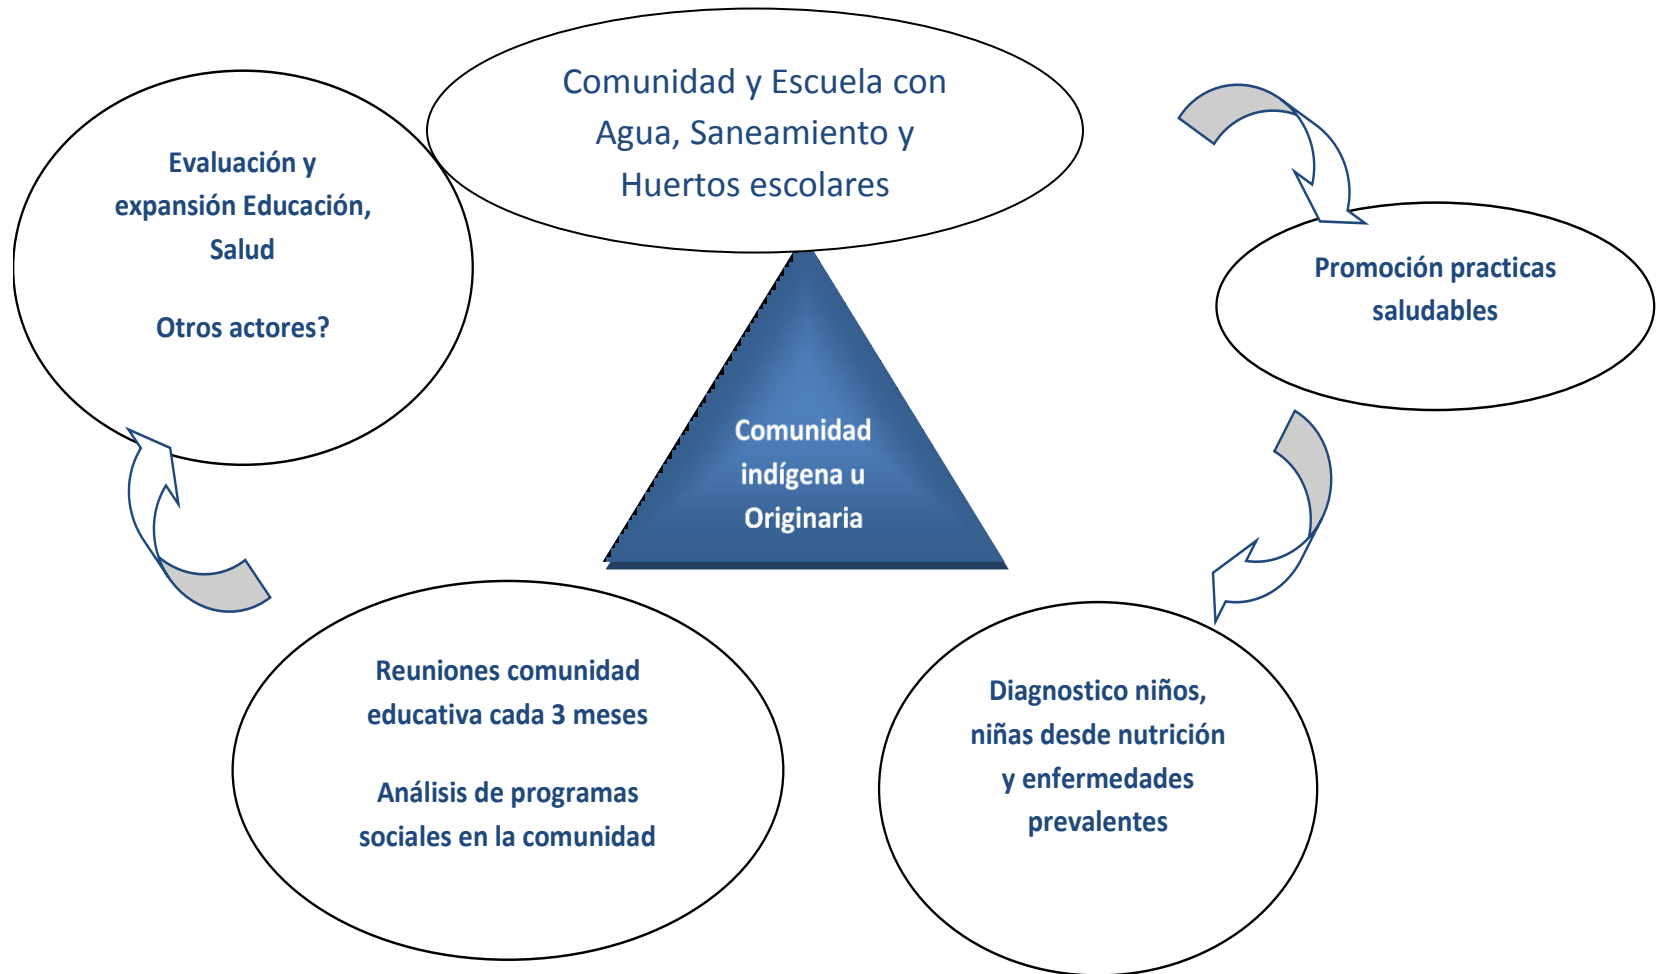 Comunidad y Escuela con
Agua, Saneamiento y
Huertos escolares
Evaluación y
expansión Educación,
Salud
Otros actores?
Promoción practicas
saludables
Comunidad
indígena u
Originaria
Reuniones comunidad
educativa cada 3 meses
Análisis de programas
sociales en la comunidad
Diagnostico niños,
niñas desde nutrición
y enfermedades
prevalentes